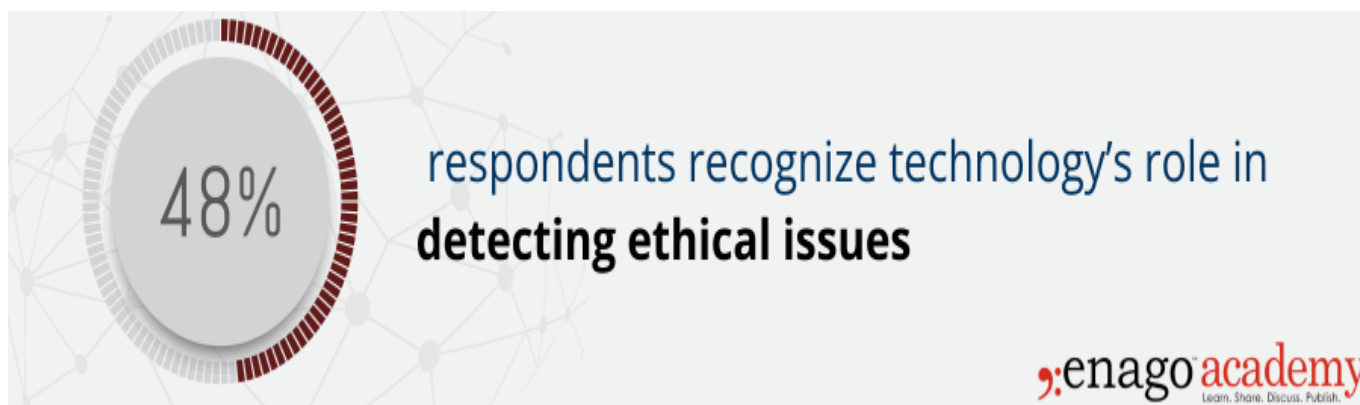 48%
respondents recognize technology's role in
detecting ethical issues
enago academy
Learn. Share. Discuss. Publish.